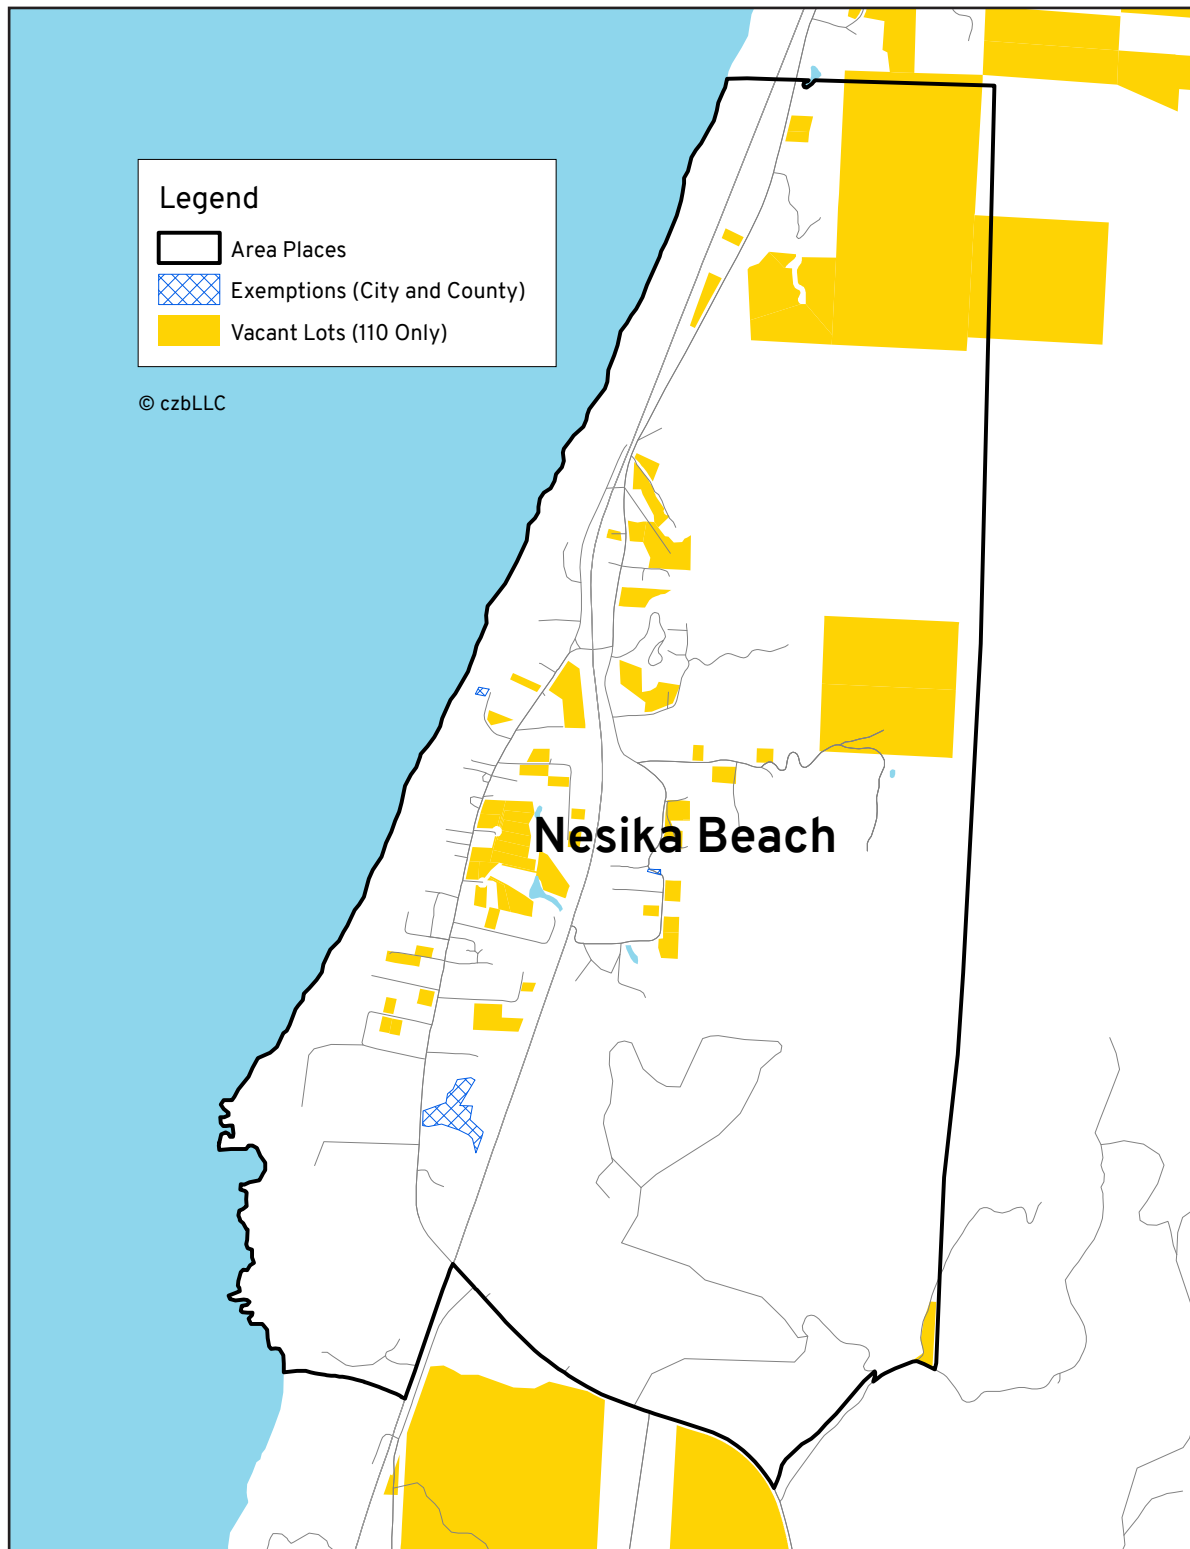 Legend
Area Places
Exemptions (City and County)
Vacant Lots (110 Only)
© czbLLC
Nesika Beach